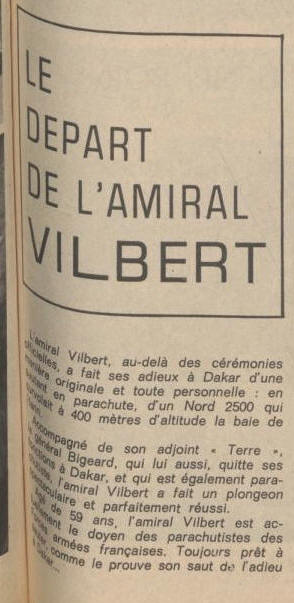 LE
DEPART
DE L'AMIRAL
VILBERT
L'amiral Vilbert, au-delà des cérémonies
officielles, a fait ses adieux à Dakar d'une
manière originale et toute personnelle : en
sautant en parachute, d'un Nord 2500 qui
survolait à 400 mètres d'altitude la baie de
Hann.
Accompagné de son adjoint « Terre »,
le général Bigeard, qui lui aussi, quitte ses
fonctions à Dakar, et qui est également para-
chutiste, l'amiral Vilbert a fait un plongeon
spectaculaire et parfaitement réussi.
Agé de 59 ans, l'amiral Vilbert est ac-
tuellement le doyen des parachutistes des
armées françaises. Toujours prêt à
comme le prouve son saut de l'adieu